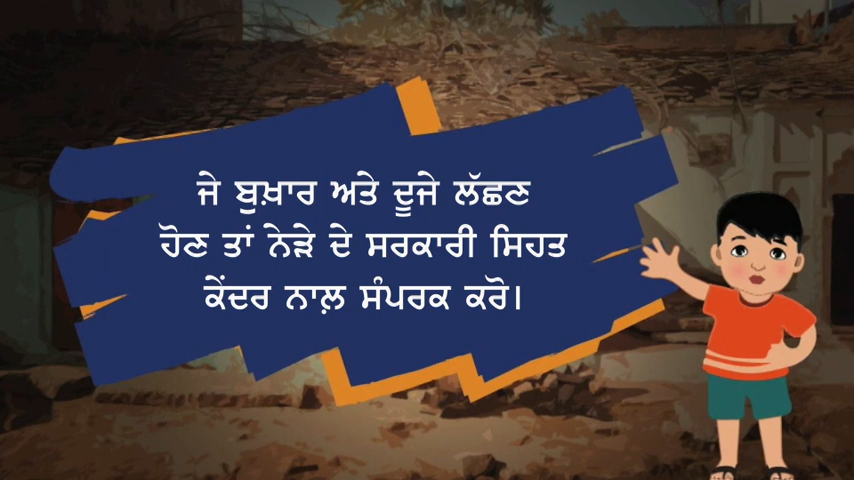 ਜੇ ਬੁਖ਼ਾਰ ਅਤੇ ਦੂਜੇ ਲੱਛਣ
ਹੋਣ ਤਾਂ ਨੇੜੇ ਦੇ ਸਰਕਾਰੀ ਸਿਹਤ
ਕੇਂਦਰ ਨਾਲ਼ ਸੰਪਰਕ ਕਰੋ।